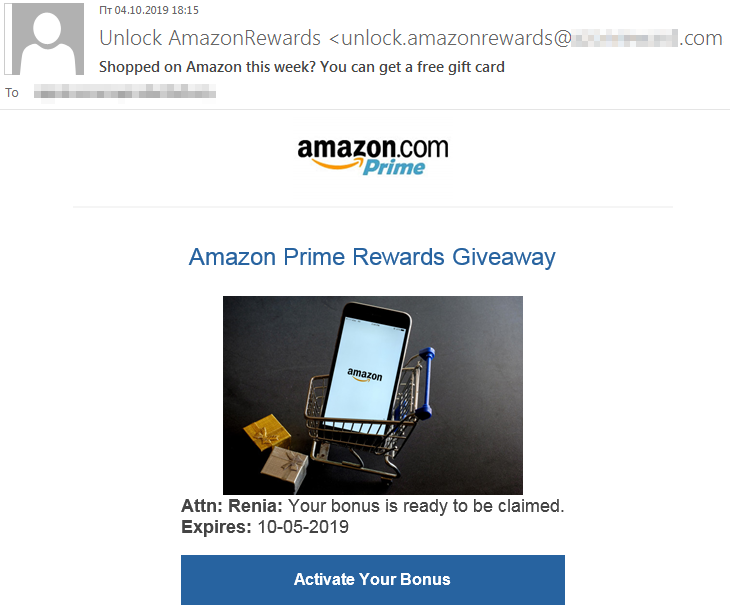 Пт 04.10.2019 18:15
Unlock AmazonRewards <unlock.amazonrewards@ .com
Shopped on Amazon this week? You can get a free gift card
To
amazon.com
Prime
Amazon Prime Rewards Giveaway
amazon
Attn: Renia: Your bonus is ready to be claimed.
Expires: 10-05-2019
Activate Your Bonus